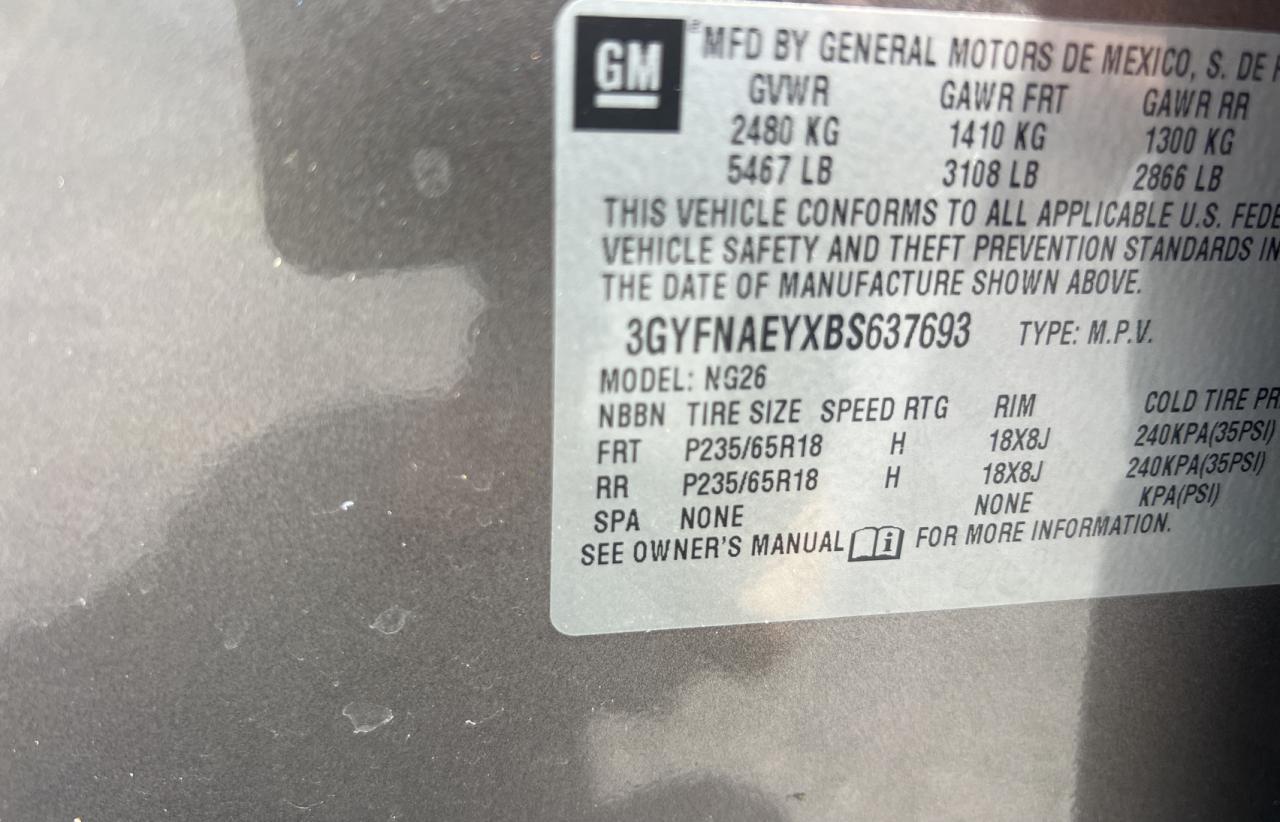 GM ® MFD BY GENERAL MOTORS DE MEXICO, S. DE
GVWR GAWR FRT GAWR RR
2480 KG 1410 KG 1300 KG
5467 LB 3108 LB 2866 LB
THIS VEHICLE CONFORMS TO ALL APPLICABLE U.S. FEDE
VEHICLE SAFETY AND THEFT PREVENTION STANDARDS IN
THE DATE OF MANUFACTURE SHOWN ABOVE.
3GYFNAEYXBS637693 TYPE: M.P.V.
MODEL: NG26
NBBN TIRE SIZE SPEED RTG RIM COLD TIRE PR
FRT P235/65R18 H 18X8J 240KPA(35PSI)
RR P235/65R18 H 18X8J 240KPA(35PSI)
SPA NONE NONE KPA(PSI)
SEE OWNER'S MANUAL i FOR MORE INFORMATION.